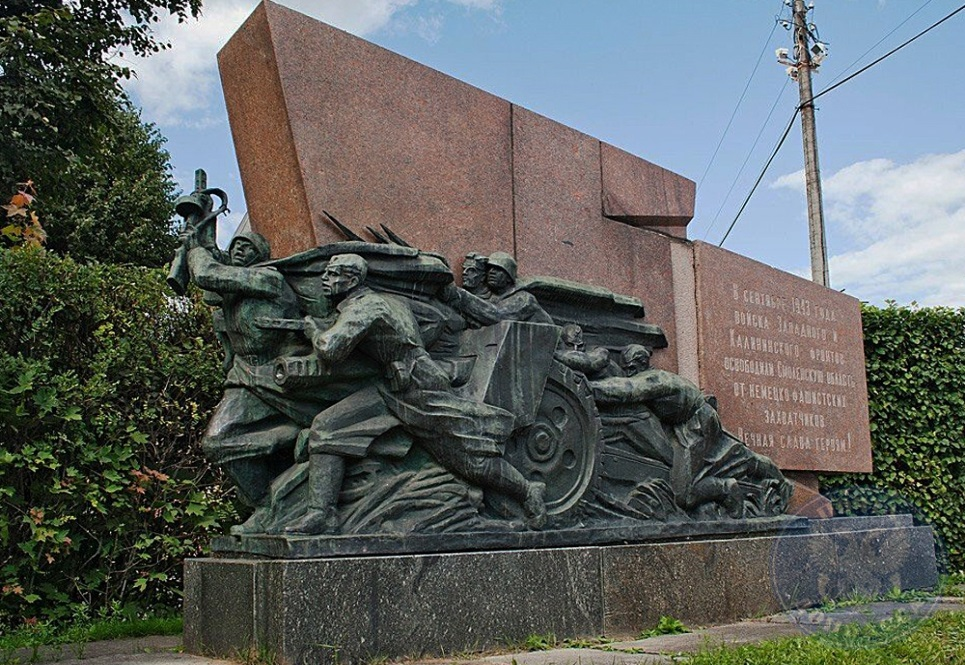 В сентябре 1943 года
войска Западного и
Калининского фронтов
освободили Смоленскую область
от немецко-фашистских
захватчиков
Вечная слава героям!